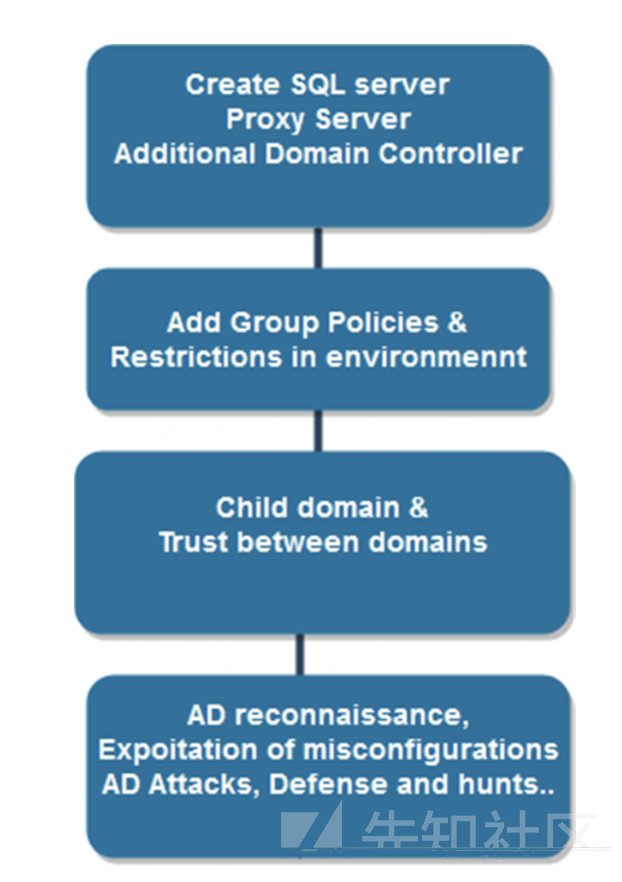 Create SQL server
Proxy Server
Additional Domain Controller
Add Group Policies &
Restrictions in environmennt
Child domain &
Trust between domains
AD reconnaissance,
Expoitation of misconfigurations
AD Attacks, Defense and hunts..
先知社区